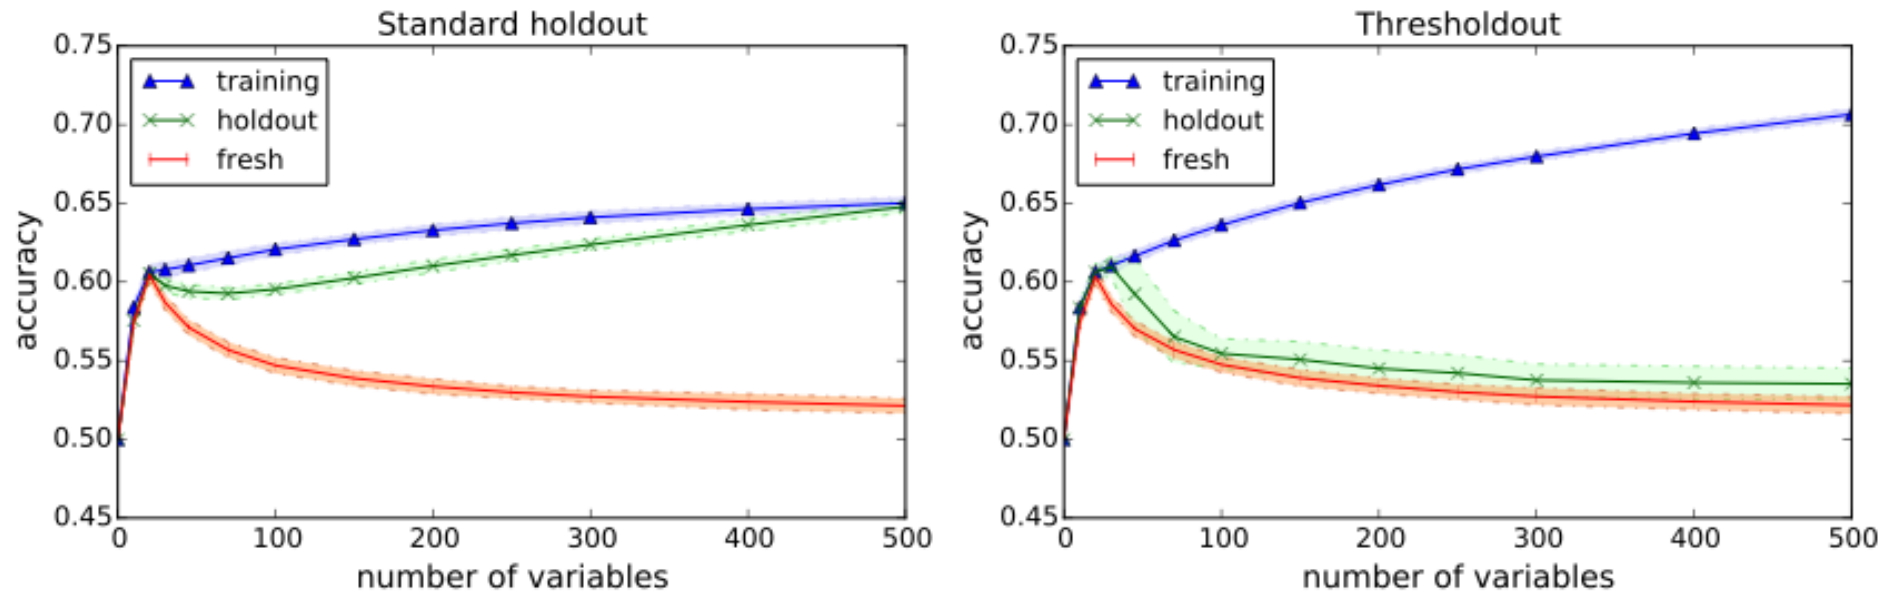 Standard holdout
0.75
0.70
0.65
0.60
0.55
0.50
0.45
accuracy
training
holdout
fresh
0 100 200 300 400 500
number of variables
Thresholdout
0.75
0.70
0.65
0.60
0.55
0.50
0.45
accuracy
training
holdout
fresh
0 100 200 300 400 500
number of variables